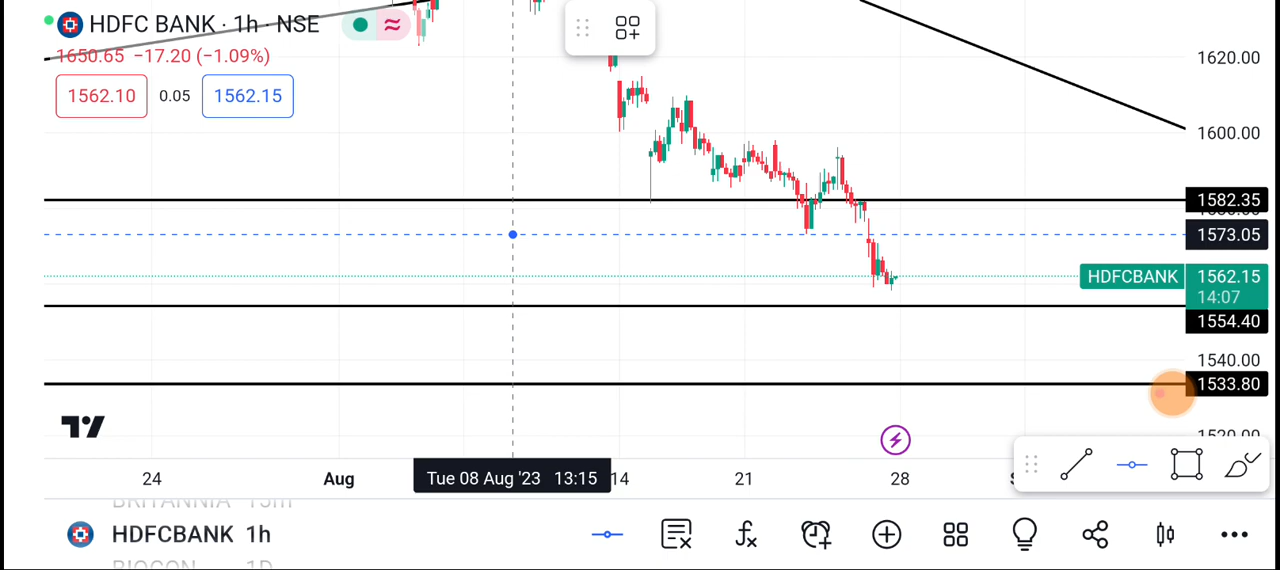 HDFC BANK · 1h · NSE
1650.65 −17.20 (−1.09%)
1562.10 0.05 1562.15
1620.00
1600.00
1582.35
1573.05
HDFCBANK 1562.15
14:07
1554.40
1540.00
1533.80
1520.00
24 Aug Tue 08 Aug '23 13:15 14 21 28
BRITANNIA 15m
HDFCBANK 1h
BIOCON 1D